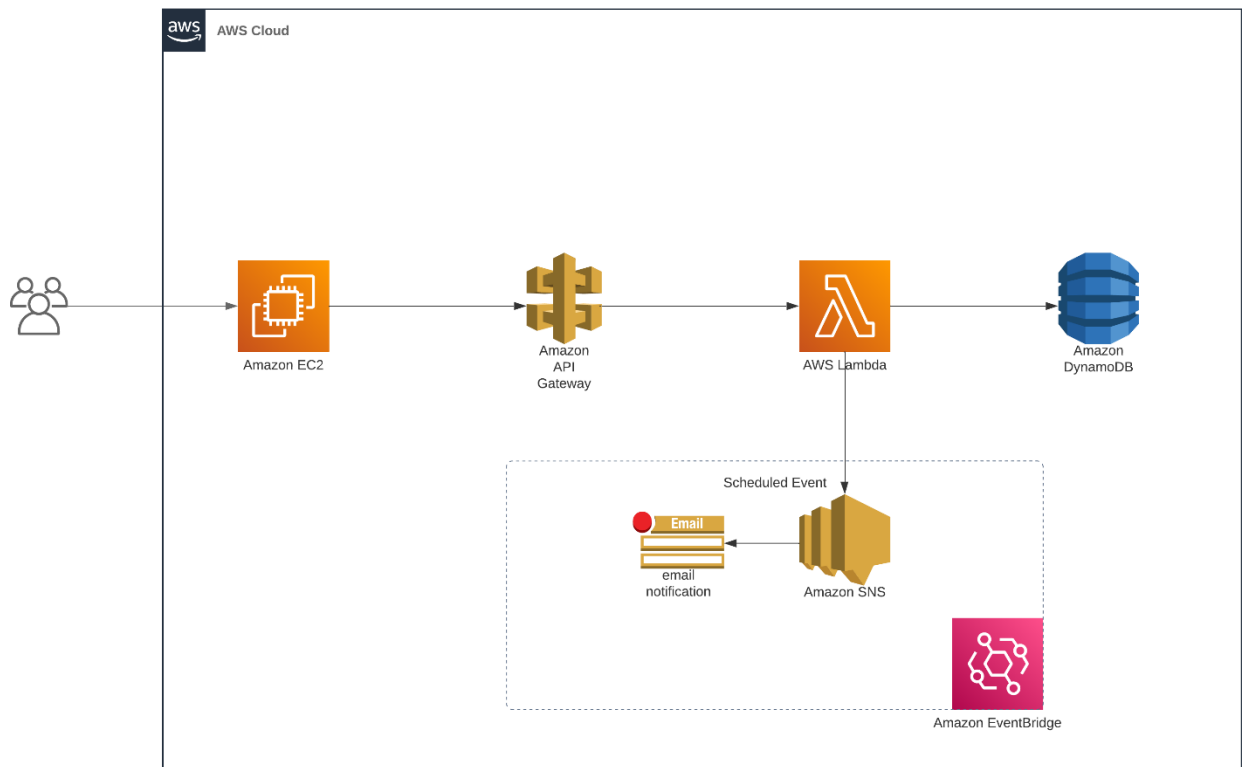 aws
AWS Cloud
Amazon EC2
Amazon
API
Gateway
AWS Lambda
Amazon
DynamoDB
Scheduled Event
Email
email
notification
Amazon SNS
Amazon EventBridge